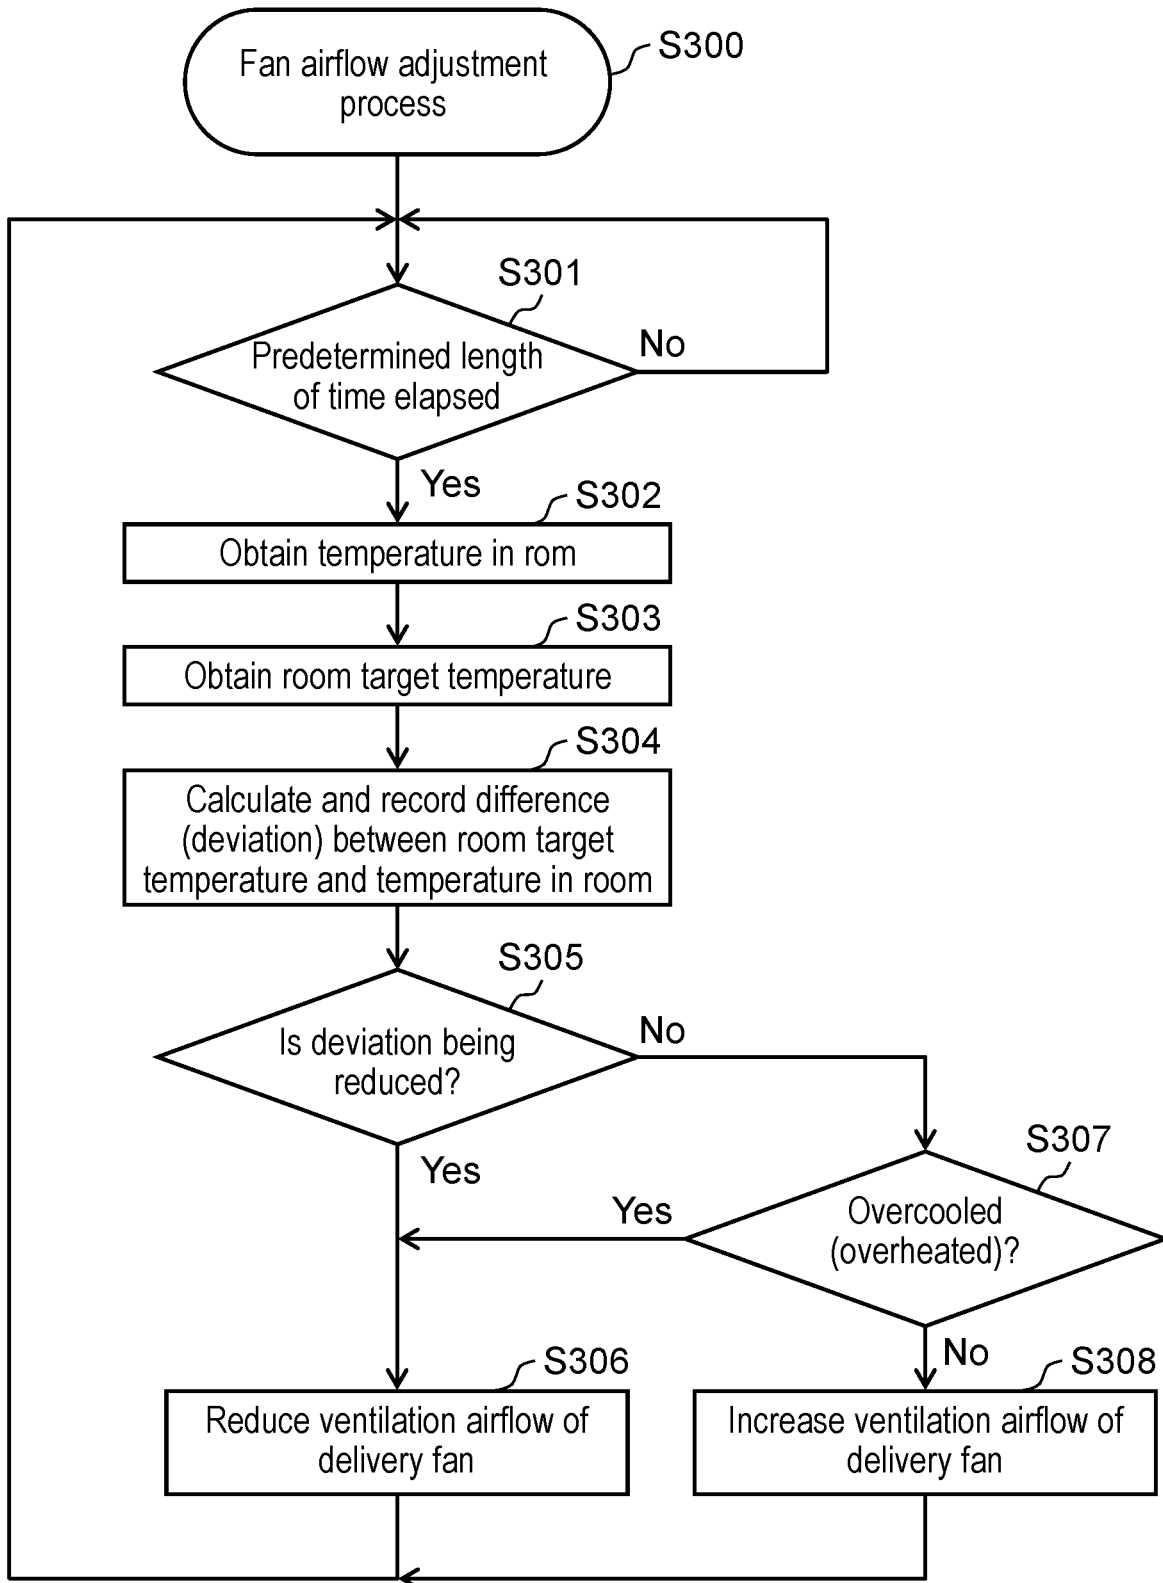 Fan airflow adjustment
process
S300
S301
Predetermined length
of time elapsed
No
Yes
S302
Obtain temperature in rom
S303
Obtain room target temperature
S304
Calculate and record difference
(deviation) between room target
temperature and temperature in room
S305
Is deviation being
reduced?
No
Yes
S307
Overcooled
(overheated)?
Yes
No
S306
Reduce ventilation airflow of
delivery fan
S308
Increase ventilation airflow of
delivery fan